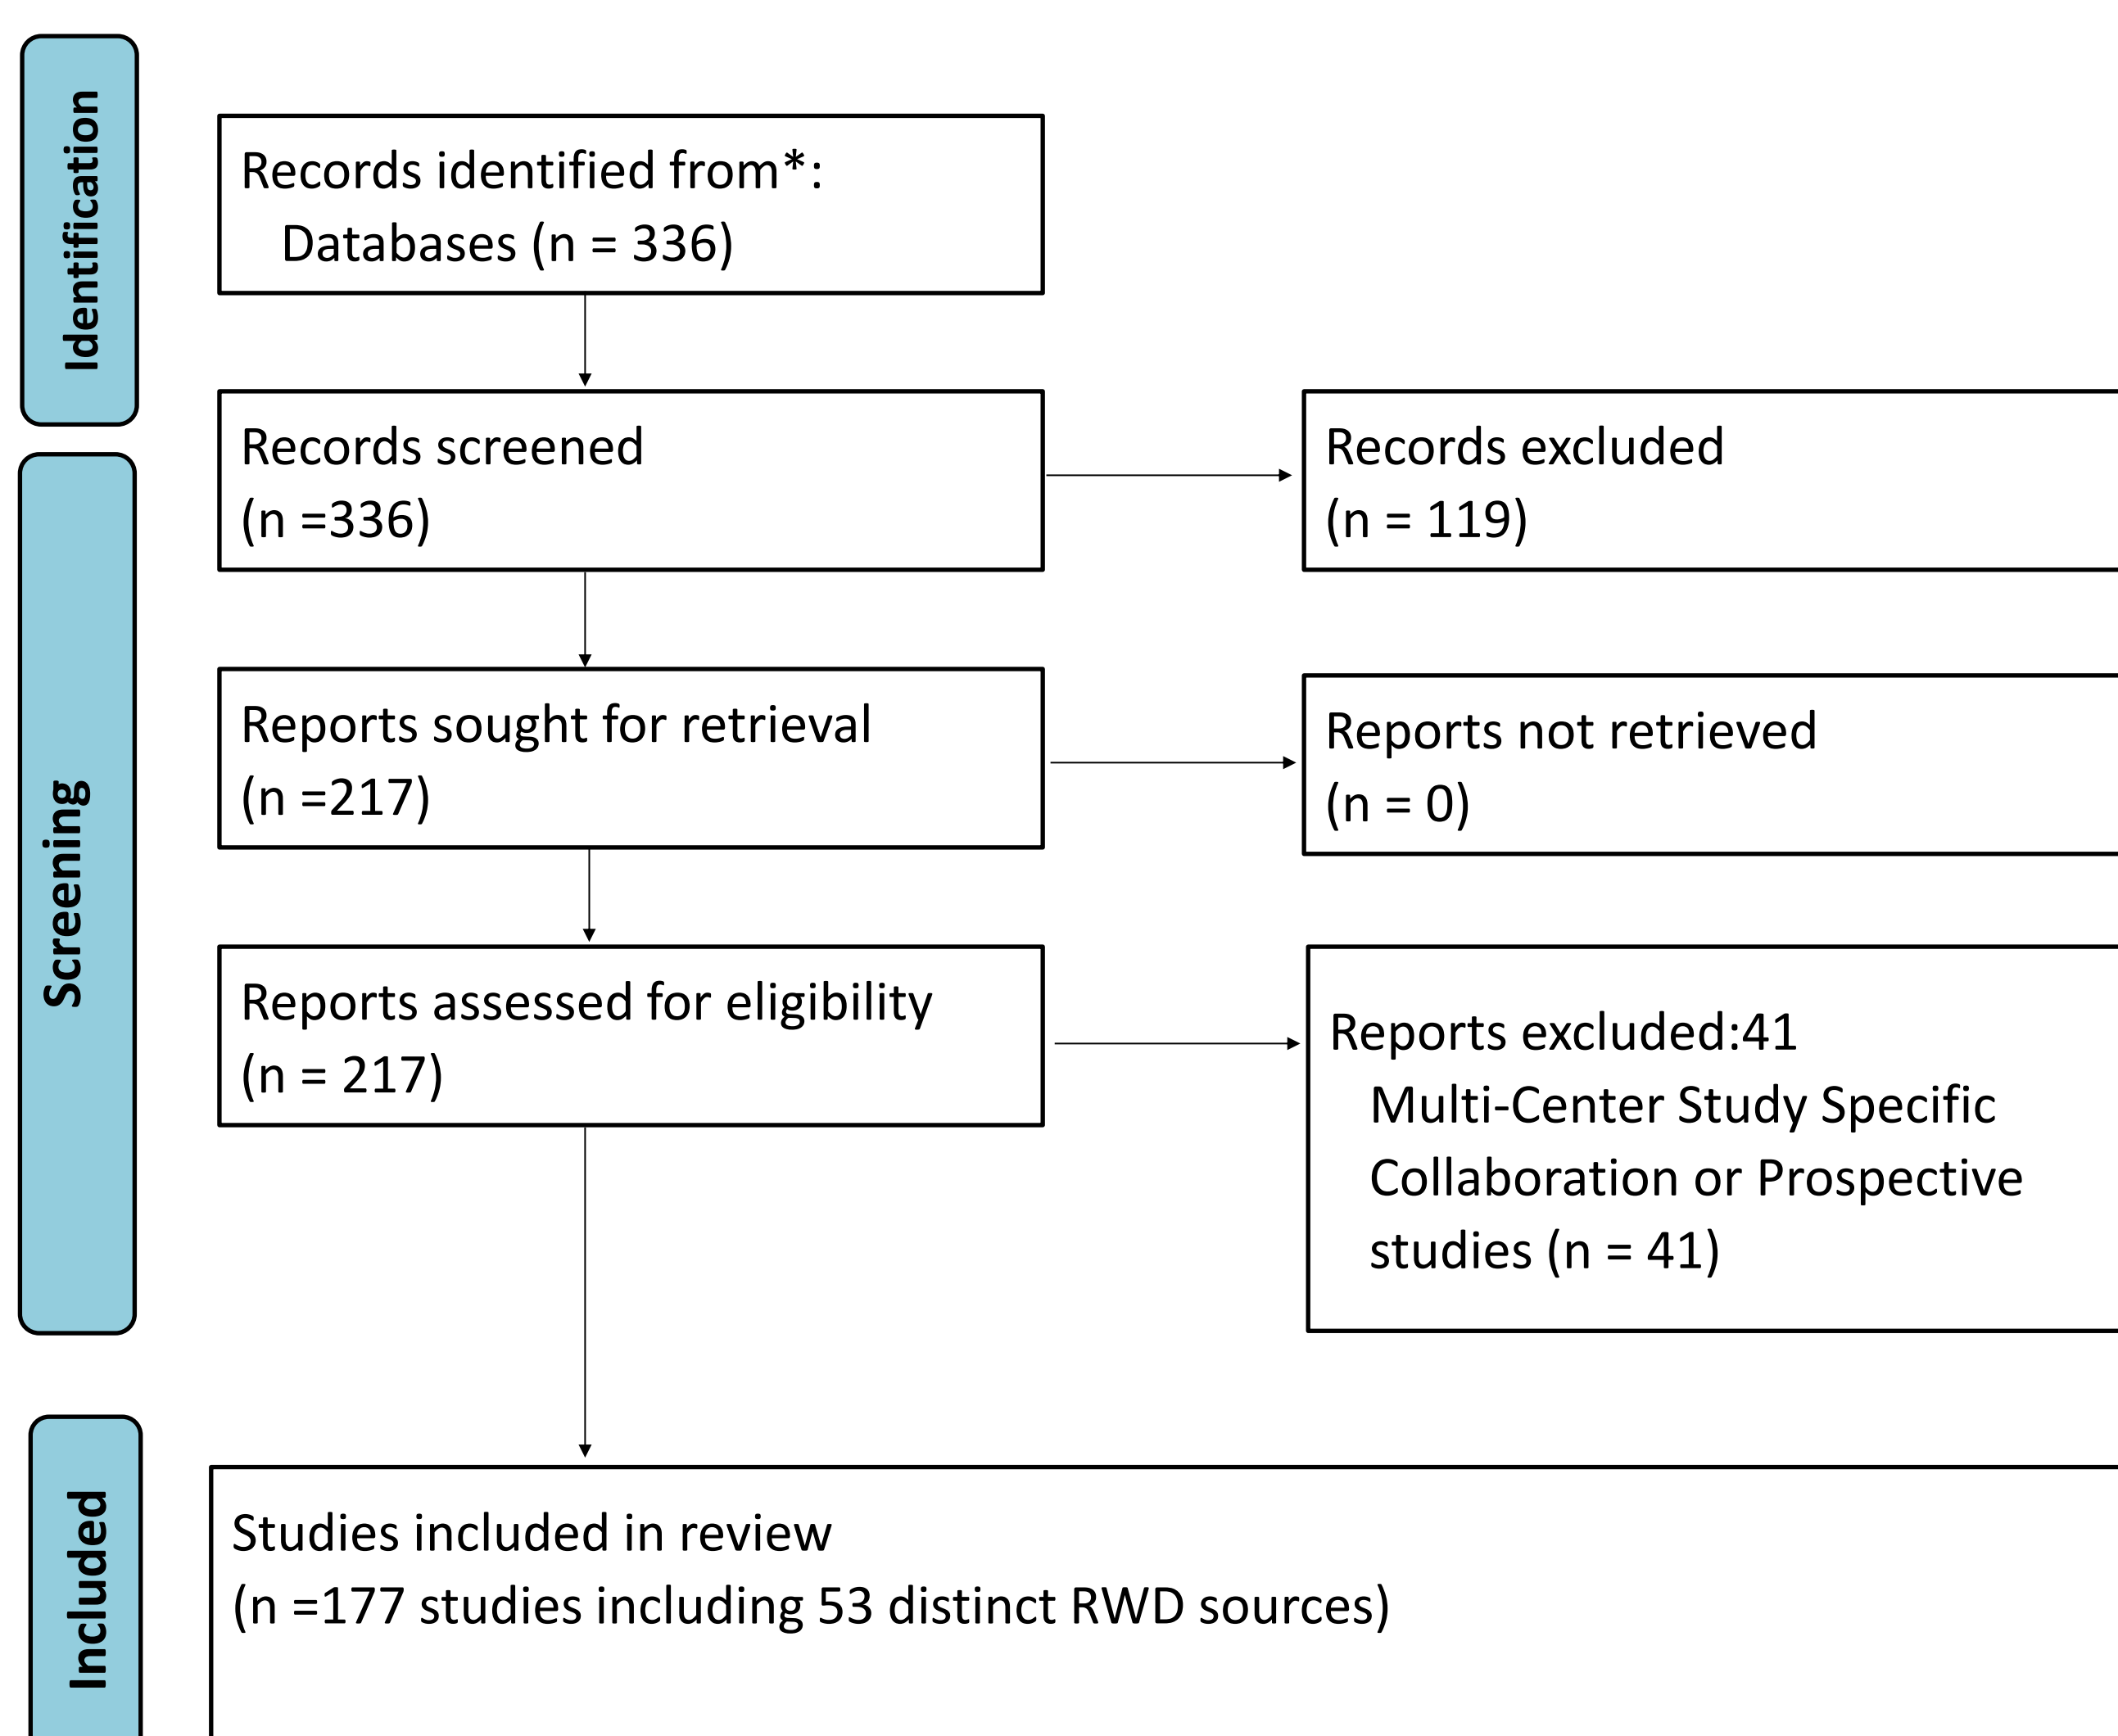 Identification
Records identified from*:
Databases (n = 336)
Records screened
(n =336)
Records excluded
(n = 119)
Screening
Reports sought for retrieval
(n =217)
Reports not retrieved
(n = 0)
Reports assessed for eligibility
(n = 217)
Reports excluded:41
Multi-Center Study Specific
Collaboration or Prospective
studies (n = 41)
Included
Studies included in review
(n =177 studies including 53 distinct RWD sources)